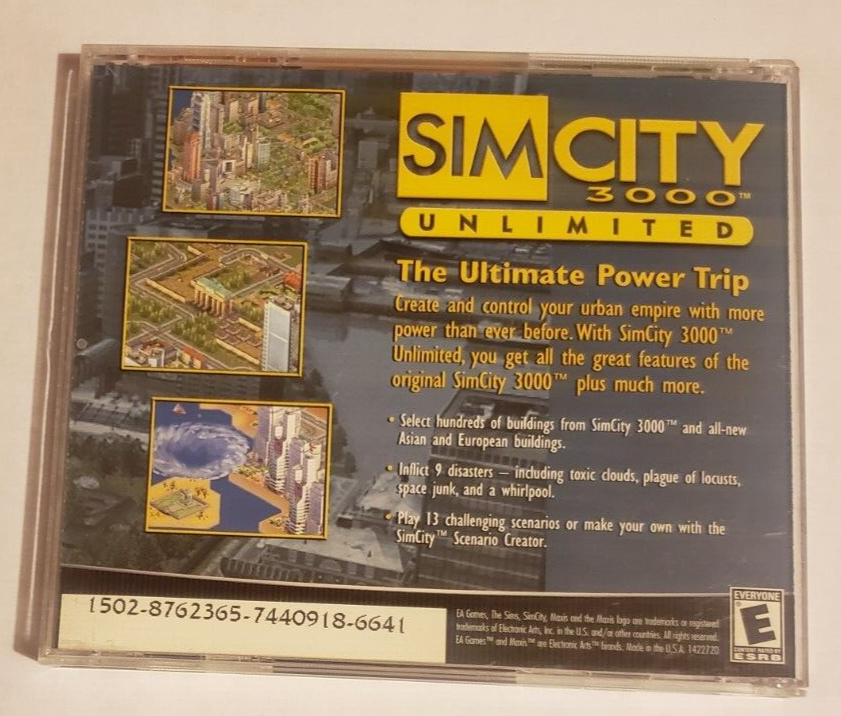 SIMCITY
3000™
UNLIMITED
The Ultimate Power Trip
Create and control your urban empire with more
power than ever before. With SimCity 3000™
Unlimited, you get all the great features of the
original SimCity 3000™ plus much more.
• Select hundreds of buildings from SimCity 3000™ and all-new
Asian and European buildings.
• Inflict 9 disasters – including toxic clouds, plague of locusts,
space junk, and a whirlpool.
• Play 13 challenging scenarios or make your own with the
SimCity™ Scenario Creator.
1502-8762365-7440918-6641
EA Games, The Sims, SimCity, Maxis and the Maxis logo are trademarks or registered
trademarks of Electronic Arts, Inc. in the U.S. and/or other countries. All rights reserved.
EA Games™ and Maxis™ are Electronic Arts™ brands. Made in the U.S.A. 1422720
EVERYONE
E
CONTENT RATED BY
ESRB